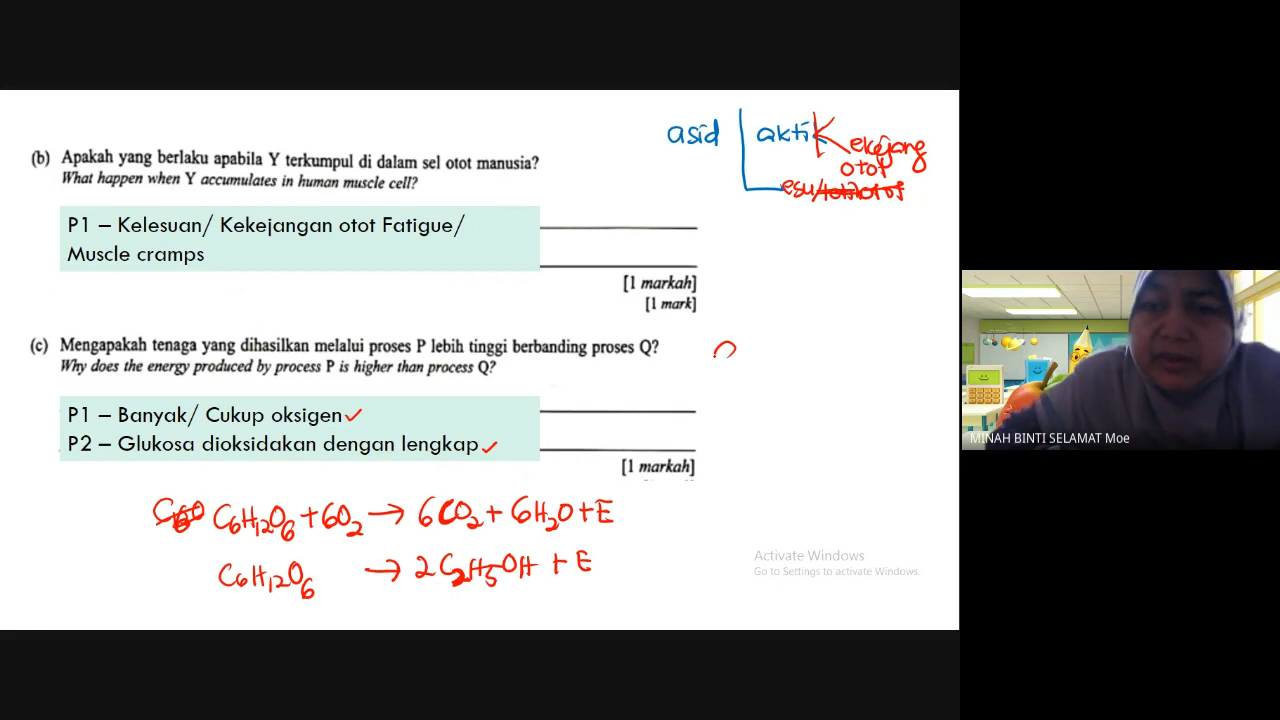 asid laktik
Kekejang
otot
Lesu/otot otot
(b) Apakah yang berlaku apabila Y terkumpul di dalam sel otot manusia?
What happen when Y accumulates in human muscle cell?
P1 – Kelesuan/ Kekejangan otot Fatigue/
Muscle cramps
[1 markah]
[1 mark]
(c) Mengapakah tenaga yang dihasilkan melalui proses P lebih tinggi berbanding proses Q?
Why does the energy produced by process P is higher than process Q?
P1 – Banyak/ Cukup oksigen ✓
P2 – Glukosa dioksidakan dengan lengkap ✓
[1 markah]
C₆H₁₂O₆ + 6O₂ → 6CO₂ + 6H₂O + E
C₆H₁₂O₆ → 2C₂H₅OH + E
Activate Windows
Go to Settings to activate Windows.
MINAH BINTI SELAMAT Moe